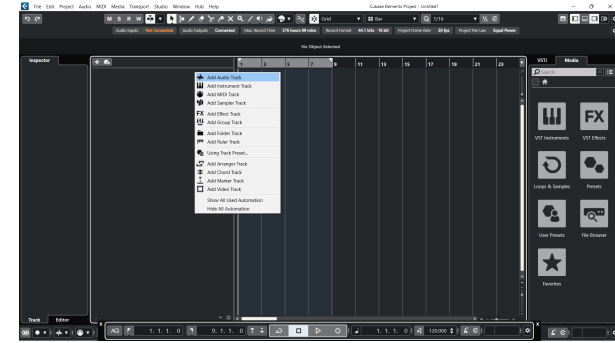 File Edit Project Audio MIDI Media Transport Studio Window Hub Help
Cubase Elements Project - Untitled1
M S R W
Grid
Bar
Q 1/16
Audio Inputs Not Connected Audio Outputs Connected Max. Record Time 576 hours 09 mins Record Format 44.1 kHz - 16 bit Project Frame Rate 30 fps Project Pan Law Equal Power
No Object Selected
Inspector
1 3 5 7 9 11 13 15 17 19 21 23
VSTi Media
Search
Add Audio Track
Add Instrument Track
Add MIDI Track
Add Sampler Track
FX Add Effect Track
Add Group Track
Add Folder Track
Add Ruler Track
Using Track Preset...
Add Arranger Track
Add Chord Track
Add Marker Track
Add Video Track
Show All Used Automation
Hide All Automation
FX
VST Instruments VST Effects
Loops & Samples Presets
User Presets File Browser
Favorites
Track Editor
AQ 1. 1. 1. 0 9. 1. 1. 0 1. 1. 1. 0 120.000